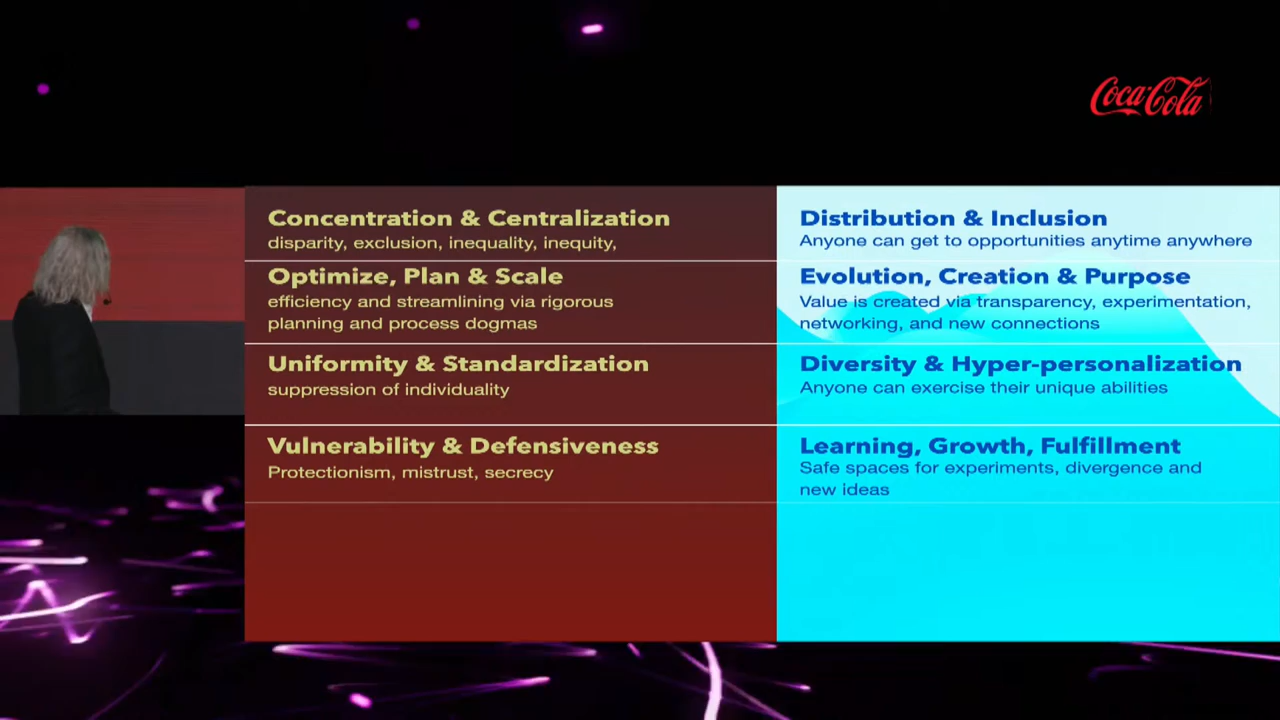 Coca-Cola
Concentration & Centralization
disparity, exclusion, inequality, inequity,
Optimize, Plan & Scale
efficiency and streamlining via rigorous
planning and process dogmas
Uniformity & Standardization
suppression of individuality
Vulnerability & Defensiveness
Protectionism, mistrust, secrecy
Distribution & Inclusion
Anyone can get to opportunities anytime anywhere
Evolution, Creation & Purpose
Value is created via transparency, experimentation,
networking, and new connections
Diversity & Hyper-personalization
Anyone can exercise their unique abilities
Learning, Growth, Fulfillment
Safe spaces for experiments, divergence and
new ideas